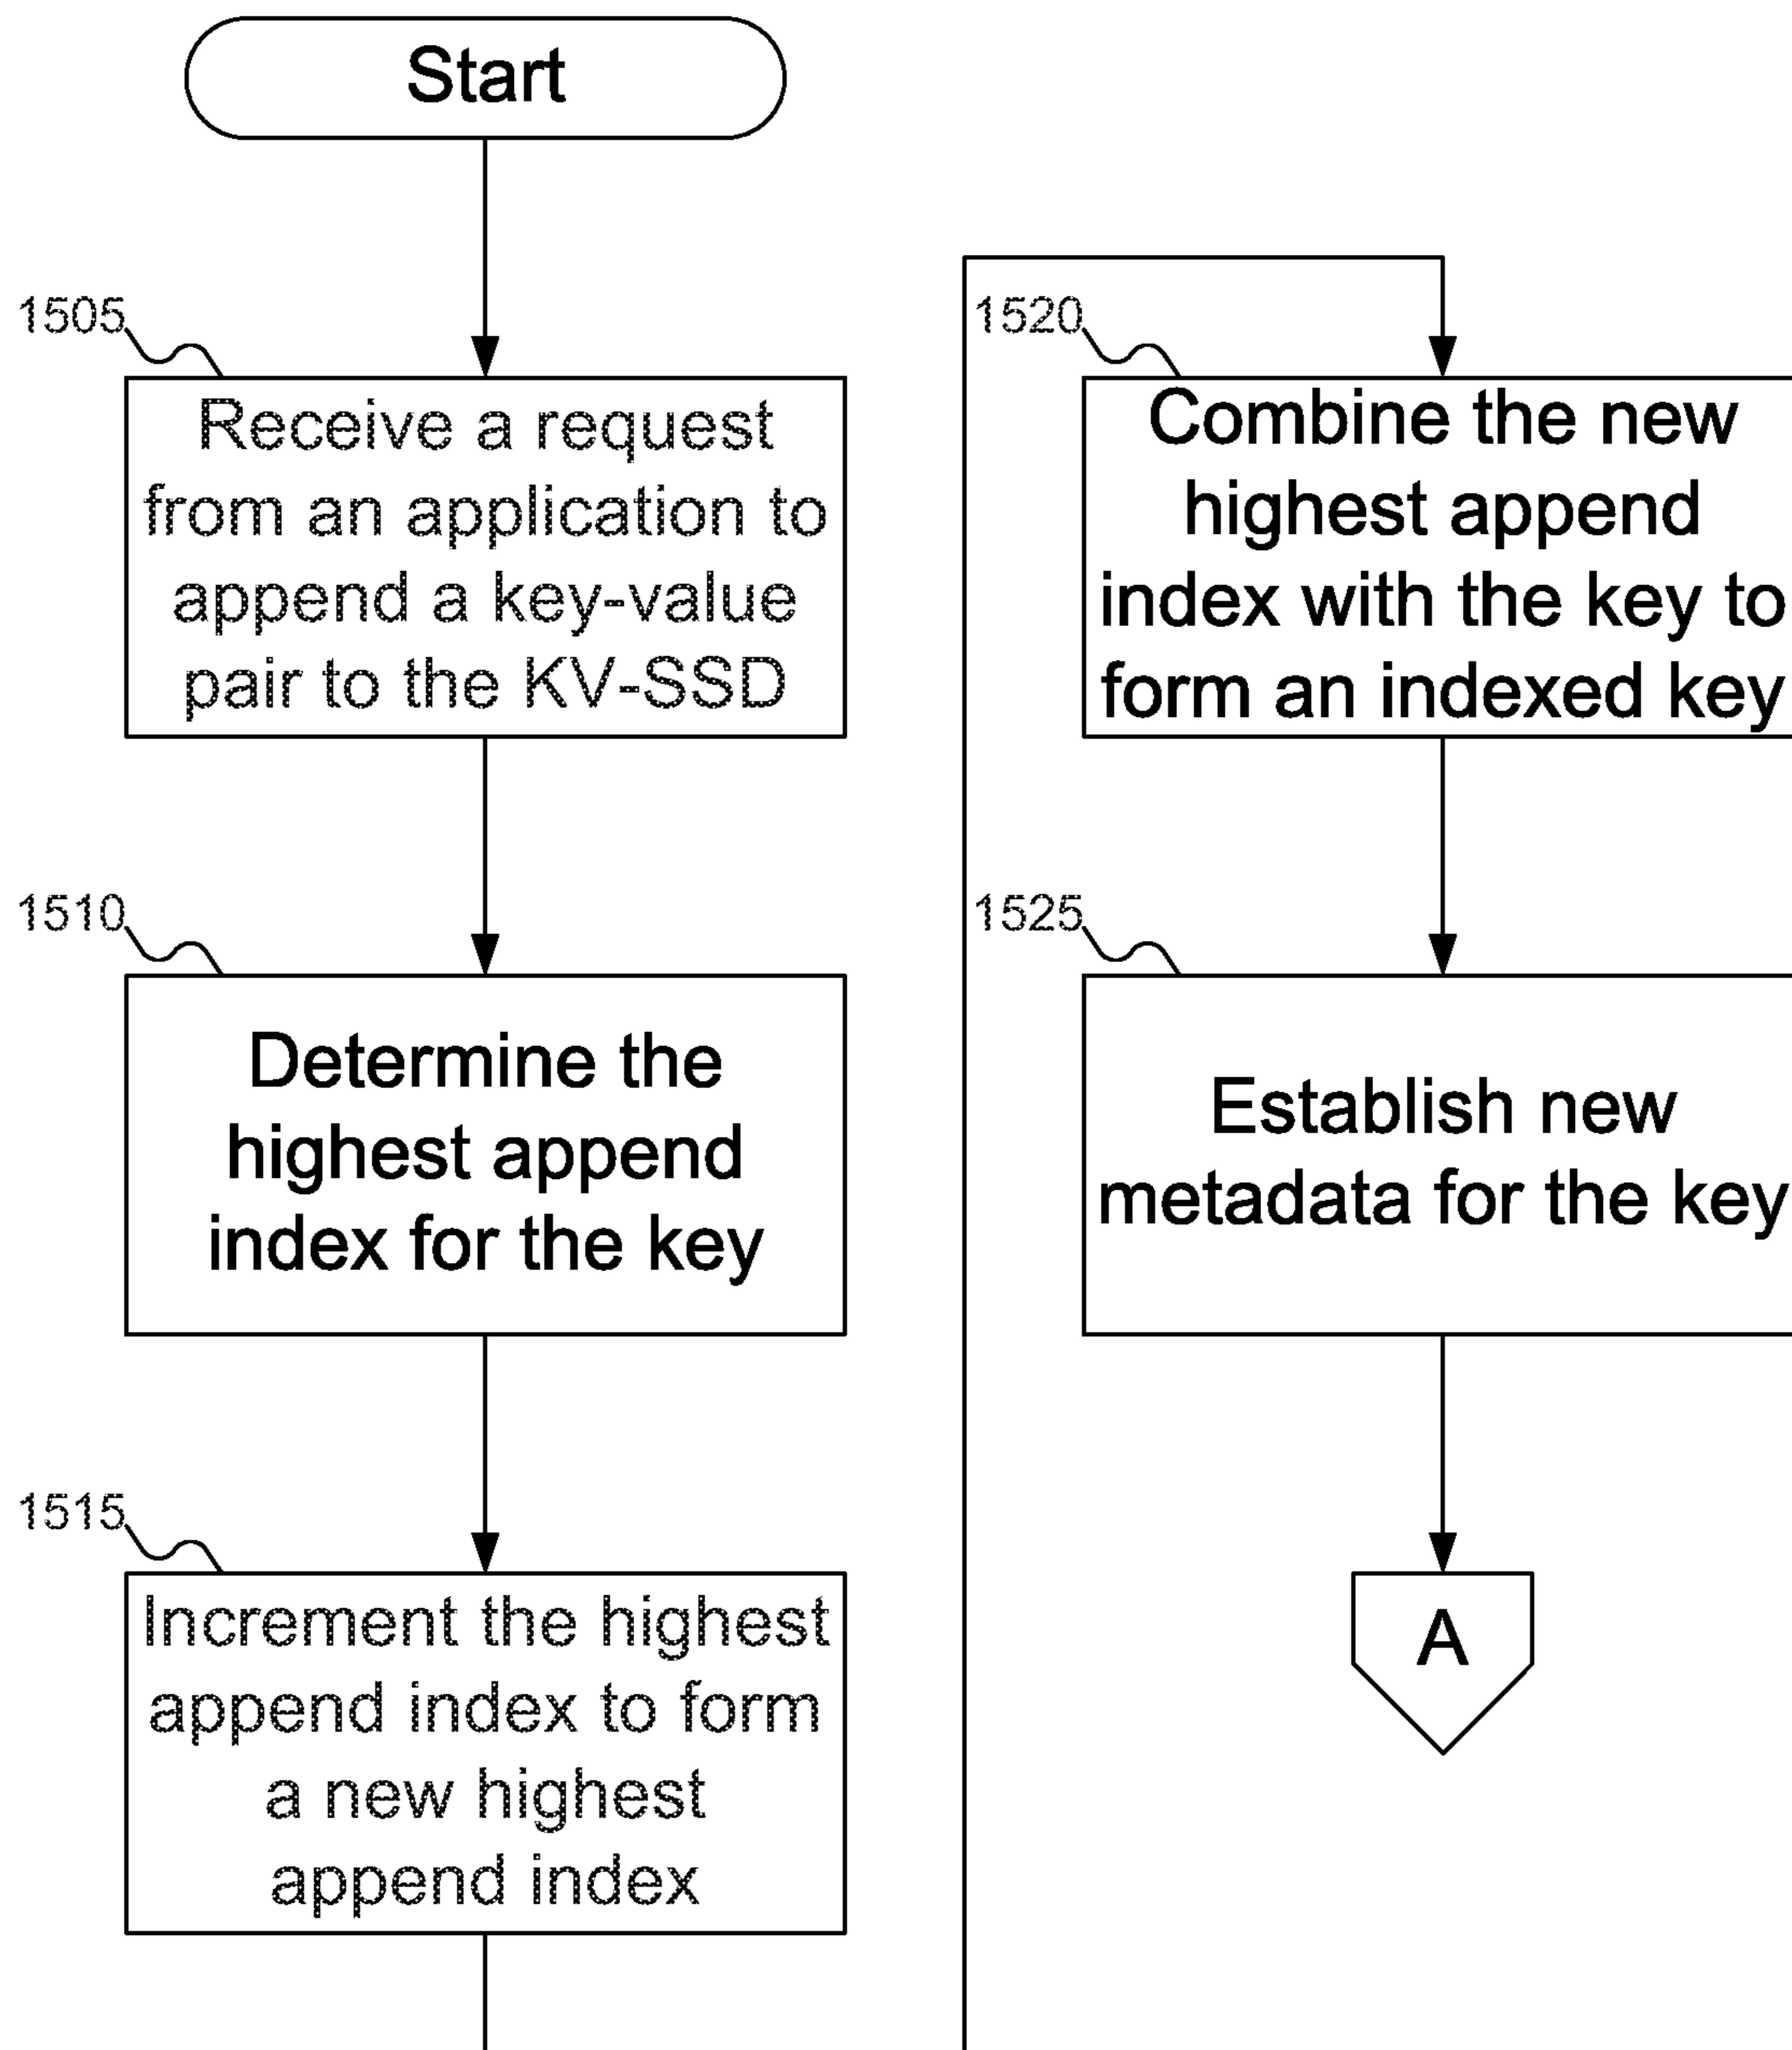 Start
1505
Receive a request
from an application to
append a key-value
pair to the KV-SSD
1510
Determine the
highest append
index for the key
1515
Increment the highest
append index to form
a new highest
append index
1520
Combine the new
highest append
index with the key to
form an indexed key
1525
Establish new
metadata for the key
A